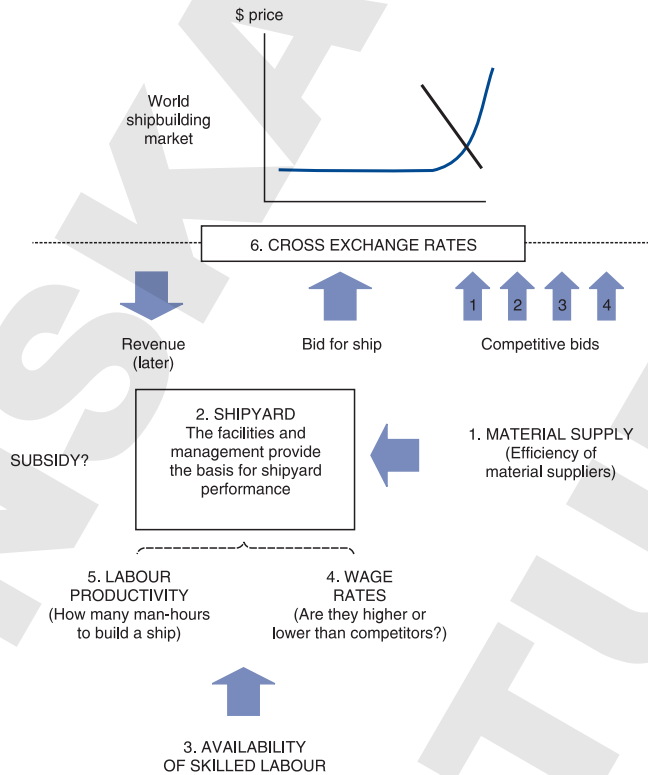 $ price
World
shipbuilding
market
6. CROSS EXCHANGE RATES
1 2 3 4
Revenue
(later)
Bid for ship
Competitive bids
2. SHIPYARD
The facilities and
management provide
the basis for shipyard
performance
SUBSIDY?
1. MATERIAL SUPPLY
(Efficiency of
material suppliers)
5. LABOUR
PRODUCTIVITY
(How many man-hours
to build a ship)
4. WAGE
RATES
(Are they higher or
lower than competitors?)
3. AVAILABILITY
OF SKILLED LABOUR